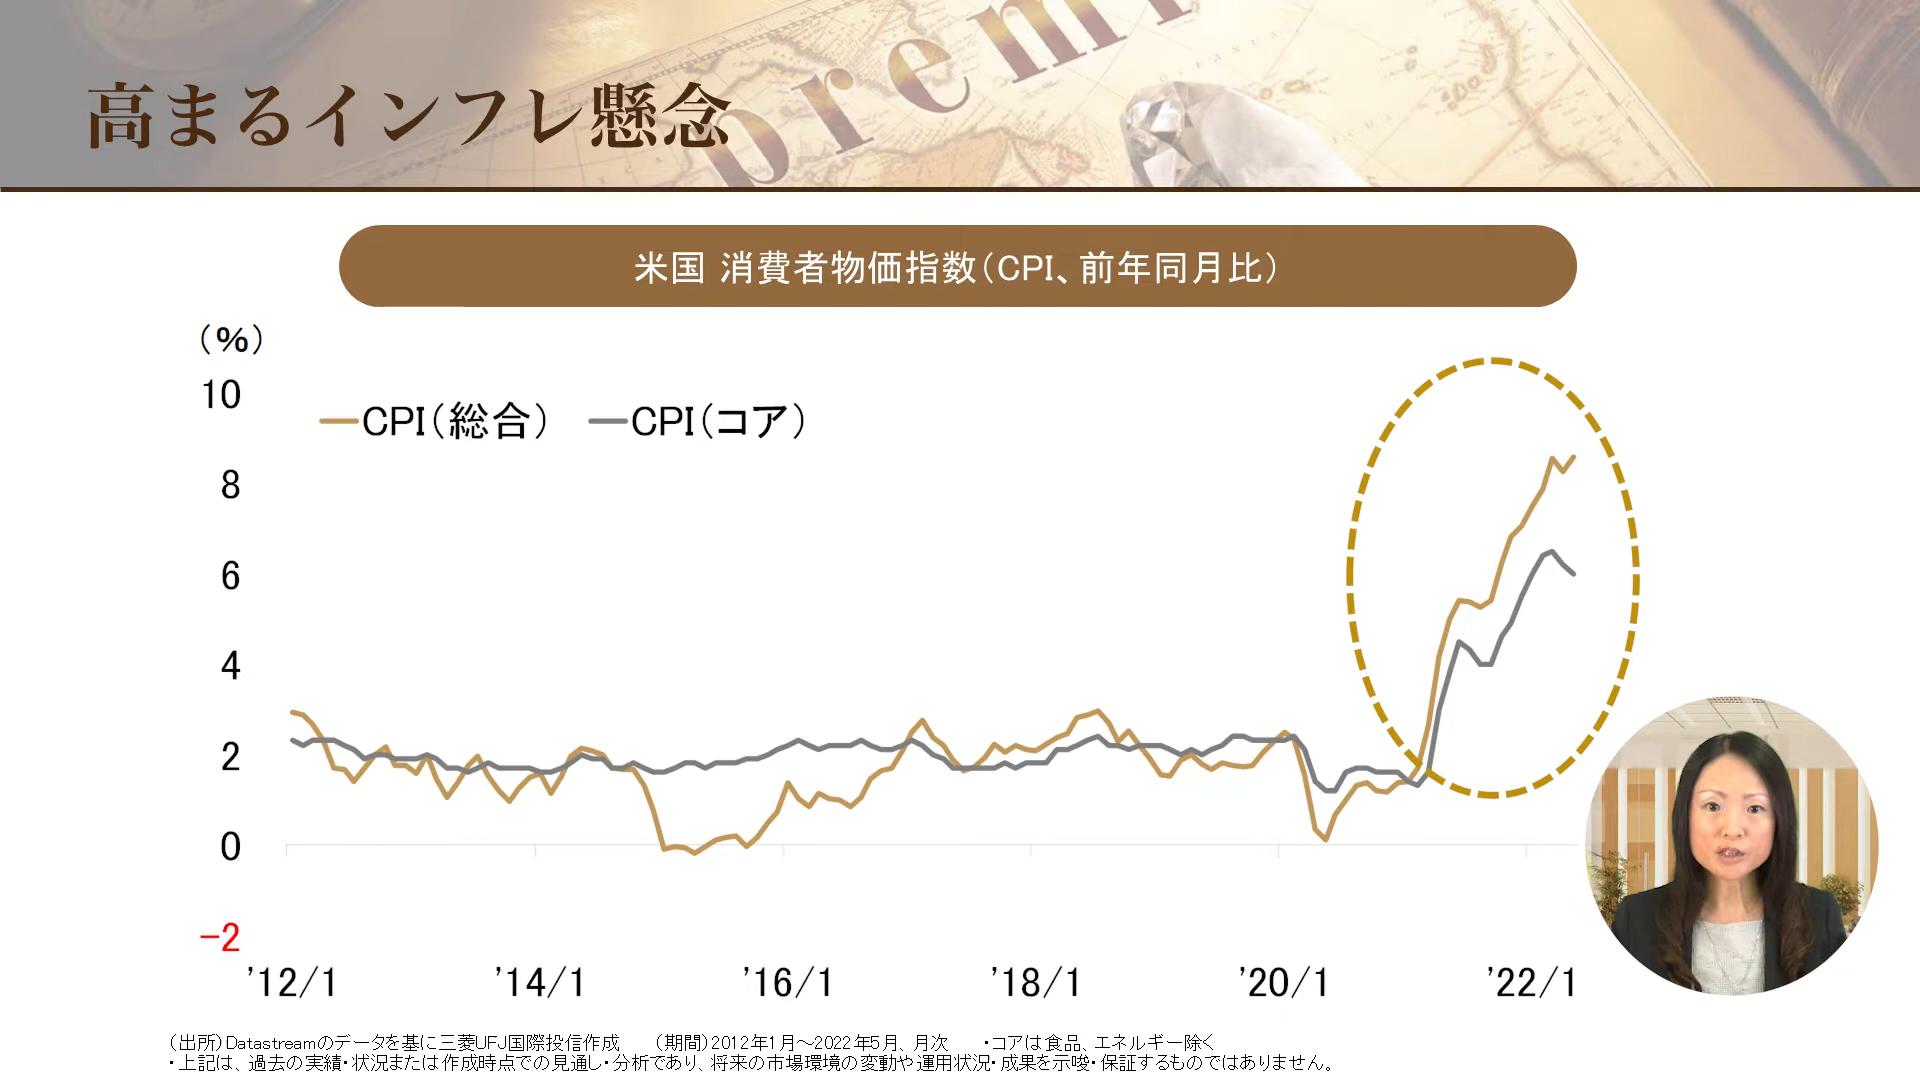 premi
高まるインフレ懸念
米国 消費者物価指数（CPI、前年同月比）
（%）
10
CPI（総合） CPI（コア）
8
6
4
2
0
-2
’12/1 ’14/1 ’16/1 ’18/1 ’20/1 ’22/1
（出所）Datastreamのデータを基に三菱UFJ国際投信作成 （期間）2012年1月～2022年5月、月次 ・コアは食品、エネルギー除く
・上記は、過去の実績・状況または作成時点での見通し・分析であり、将来の市場環境の変動や運用状況・成果を示唆・保証するものではありません。